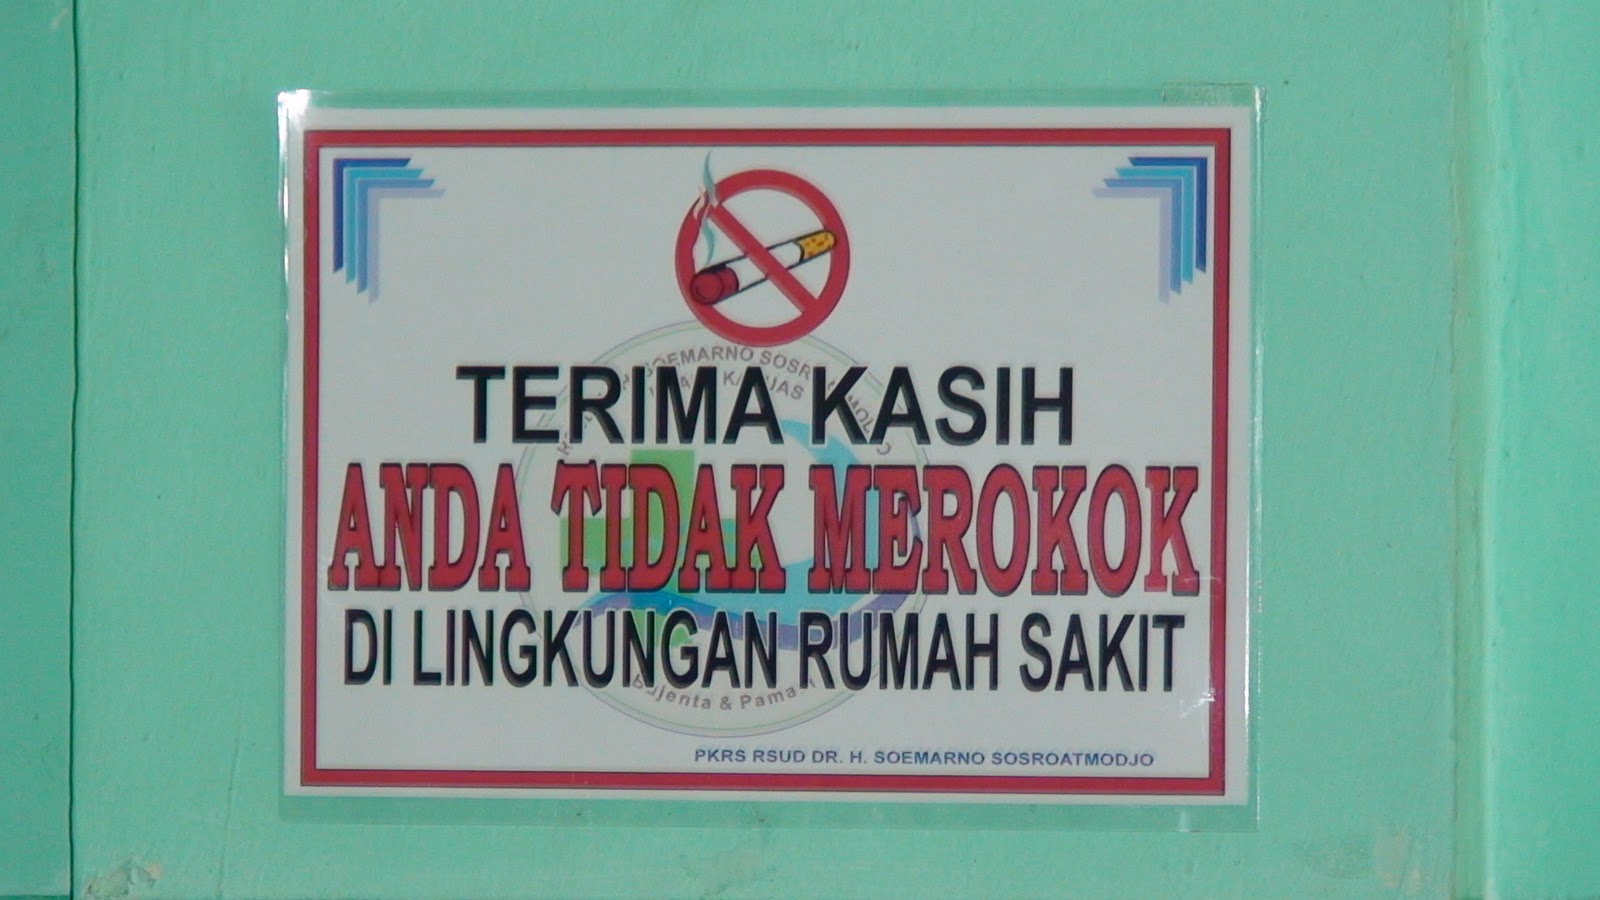 TERIMA KASIH
ANDA TIDAK MEROKOK
DI LINGKUNGAN RUMAH SAKIT
& 
PKRS RSUD DR. H. SOEMARNO SOSROATMODJO